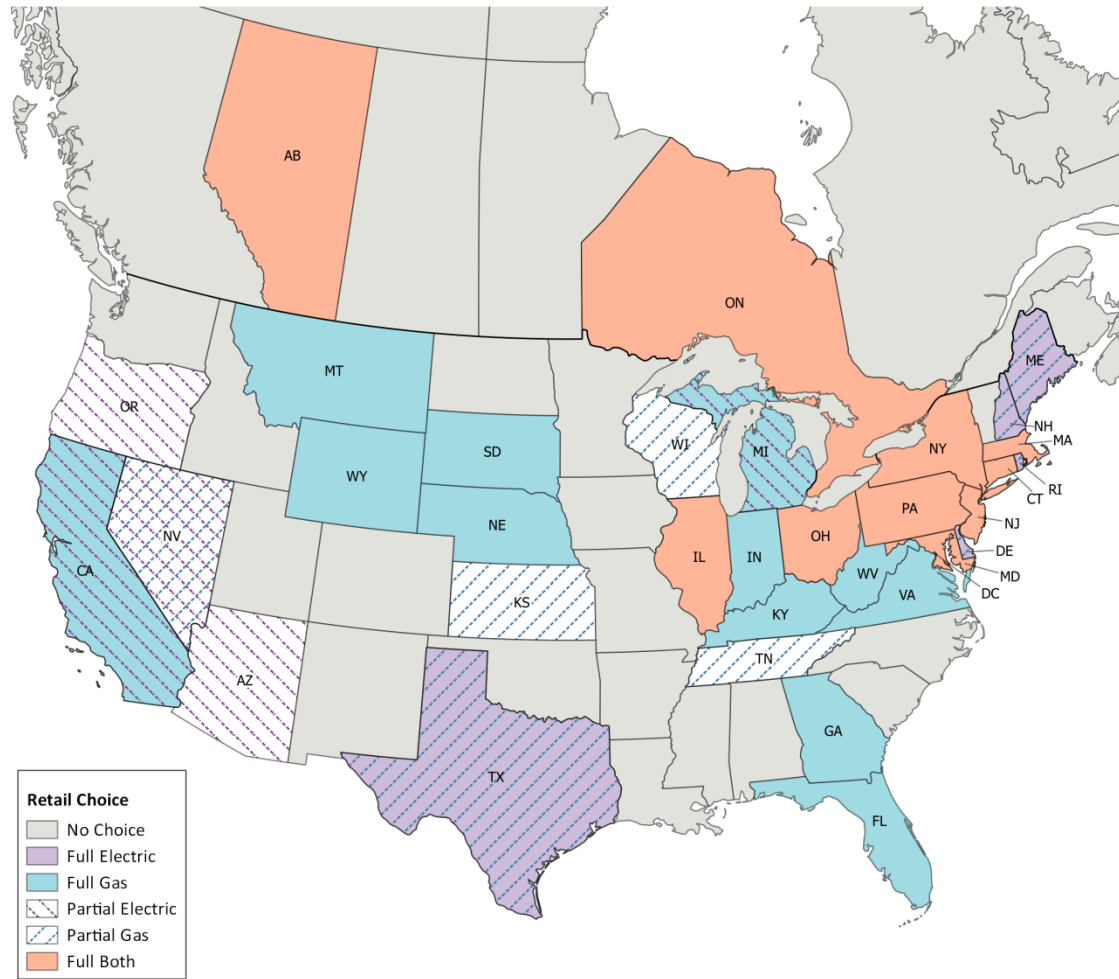 AB
ON
MT
ME
OR
WI
NH
MI
MA
NY
SD
WY
RI
CT
PA
NE
NJ
NV
OH
IL
IN
DE
CA
WV
MD
DC
VA
KS
KY
TN
AZ
GA
TX
FL
Retail Choice
No Choice
Full Electric
Full Gas
Partial Electric
Partial Gas
Full Both